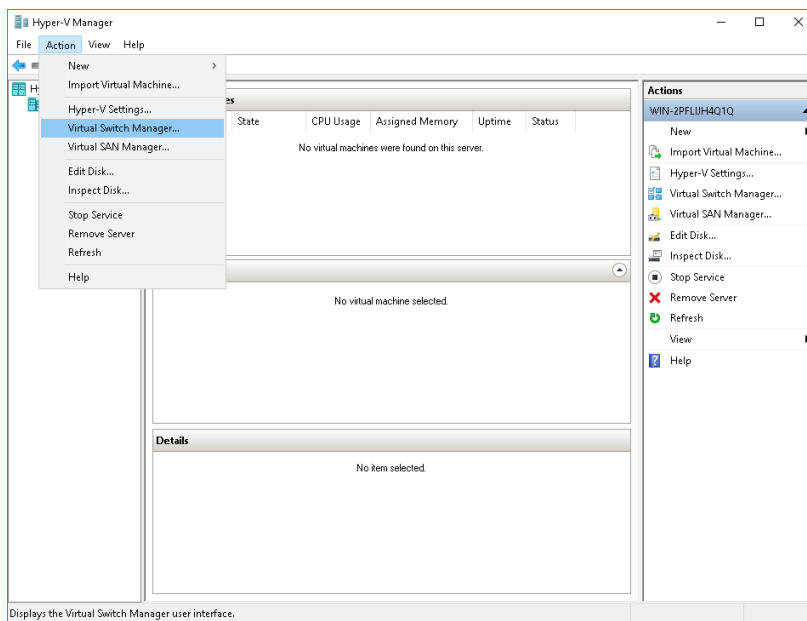 Hyper-V Manager
File Action View Help
New
Import Virtual Machine...
Hyper-V Settings...
Virtual Switch Manager...
Virtual SAN Manager...
Edit Disk...
Inspect Disk...
Stop Service
Remove Server
Refresh
Help
State CPU Usage Assigned Memory Uptime Status
No virtual machines were found on this server.
No virtual machine selected.
Details
No item selected.
Actions
WIN-2PFLIJH4Q1Q
New
Import Virtual Machine...
Hyper-V Settings...
Virtual Switch Manager...
Virtual SAN Manager...
Edit Disk...
Inspect Disk...
Stop Service
Remove Server
Refresh
View
Help
Displays the Virtual Switch Manager user interface.